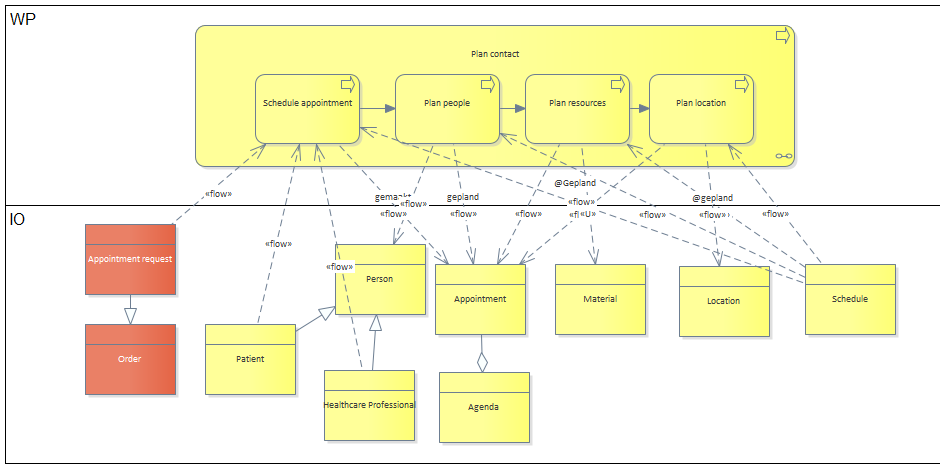 WP
Plan contact
Schedule appointment
Plan people
Plan resources
Plan location
@Gepland
«flow»
gepland
@gepland
«flow»
«flow»
«flow»
«flow»
«flow»
«flow»
«flow»
«flow»
«flow»
IO
«flow»
Appointment request
«flow»
Person
Appointment
Material
Location
Schedule
Order
Patient
Healthcare Professional
Agenda